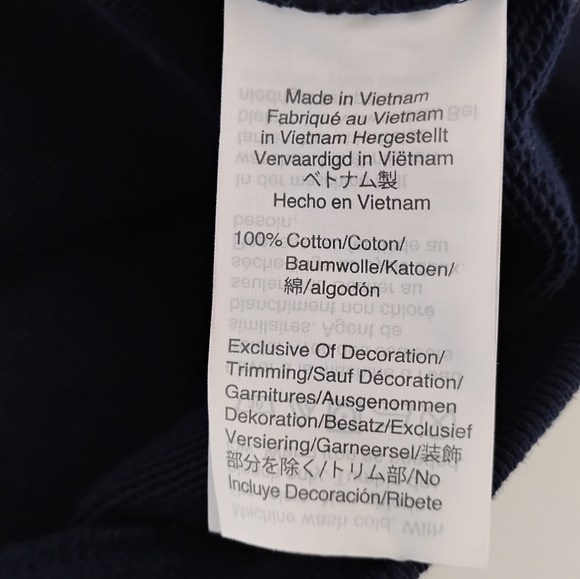 Made in Vietnam
Fabriqué au Vietnam
in Vietnam Hergestellt
Vervaardigd in Viëtnam
ベトナム製
Hecho en Vietnam
100% Cotton/Coton/
Baumwolle/Katoen/
綿/algodón
Exclusive Of Decoration/
Trimming/Sauf Décoration/
Garnitures/Ausgenommen
Dekoration/Besatz/Exclusief
Versiering/Garneersel/装飾
部分を除く/トリム部/No
Incluye Decoración/Ribete